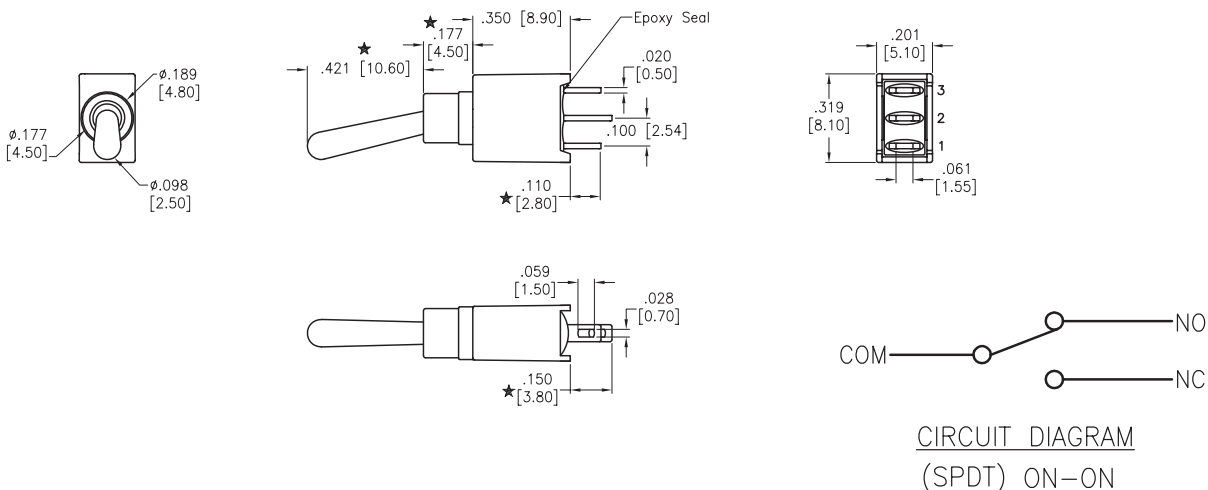 ø.189
[4.80]
ø.177
[4.50]
ø.098
[2.50]
★ .421 [10.60]
★ .177
[4.50]
.350 [8.90]
Epoxy Seal
.020
[0.50]
.100 [2.54]
★ .110
[2.80]
.201
[5.10]
.319
[8.10]
3
2
1
.061
[1.55]
.059
[1.50]
.028
[0.70]
★ .150
[3.80]
COM
NO
NC
CIRCUIT DIAGRAM
(SPDT) ON-ON